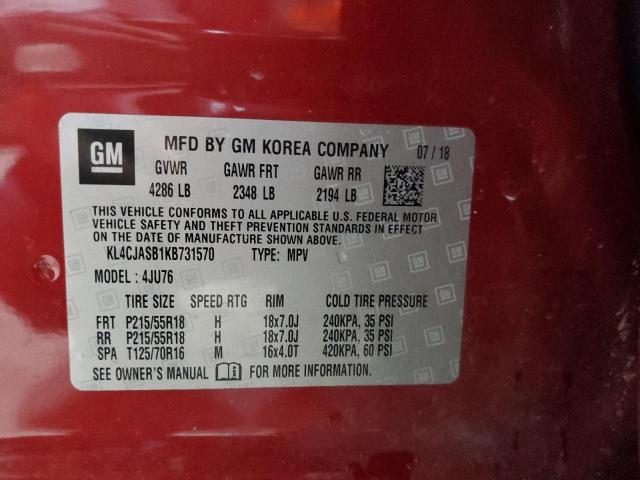 GM MFD BY GM KOREA COMPANY 07 / 18
GVWR GAWR FRT GAWR RR
4286 LB 2348 LB 2194 LB
THIS VEHICLE CONFORMS TO ALL APPLICABLE U.S. FEDERAL MOTOR
VEHICLE SAFETY AND THEFT PREVENTION STANDARDS IN EFFECT
ON THE DATE OF MANUFACTURE SHOWN ABOVE.
KL4CJASB1KB731570 TYPE: MPV
MODEL : 4JU76
TIRE SIZE SPEED RTG RIM COLD TIRE PRESSURE
FRT P215/55R18 H 18x7.0J 240KPA, 35 PSI
RR P215/55R18 H 18x7.0J 240KPA, 35 PSI
SPA T125/70R16 M 16x4.0T 420KPA, 60 PSI
SEE OWNER'S MANUAL i FOR MORE INFORMATION.